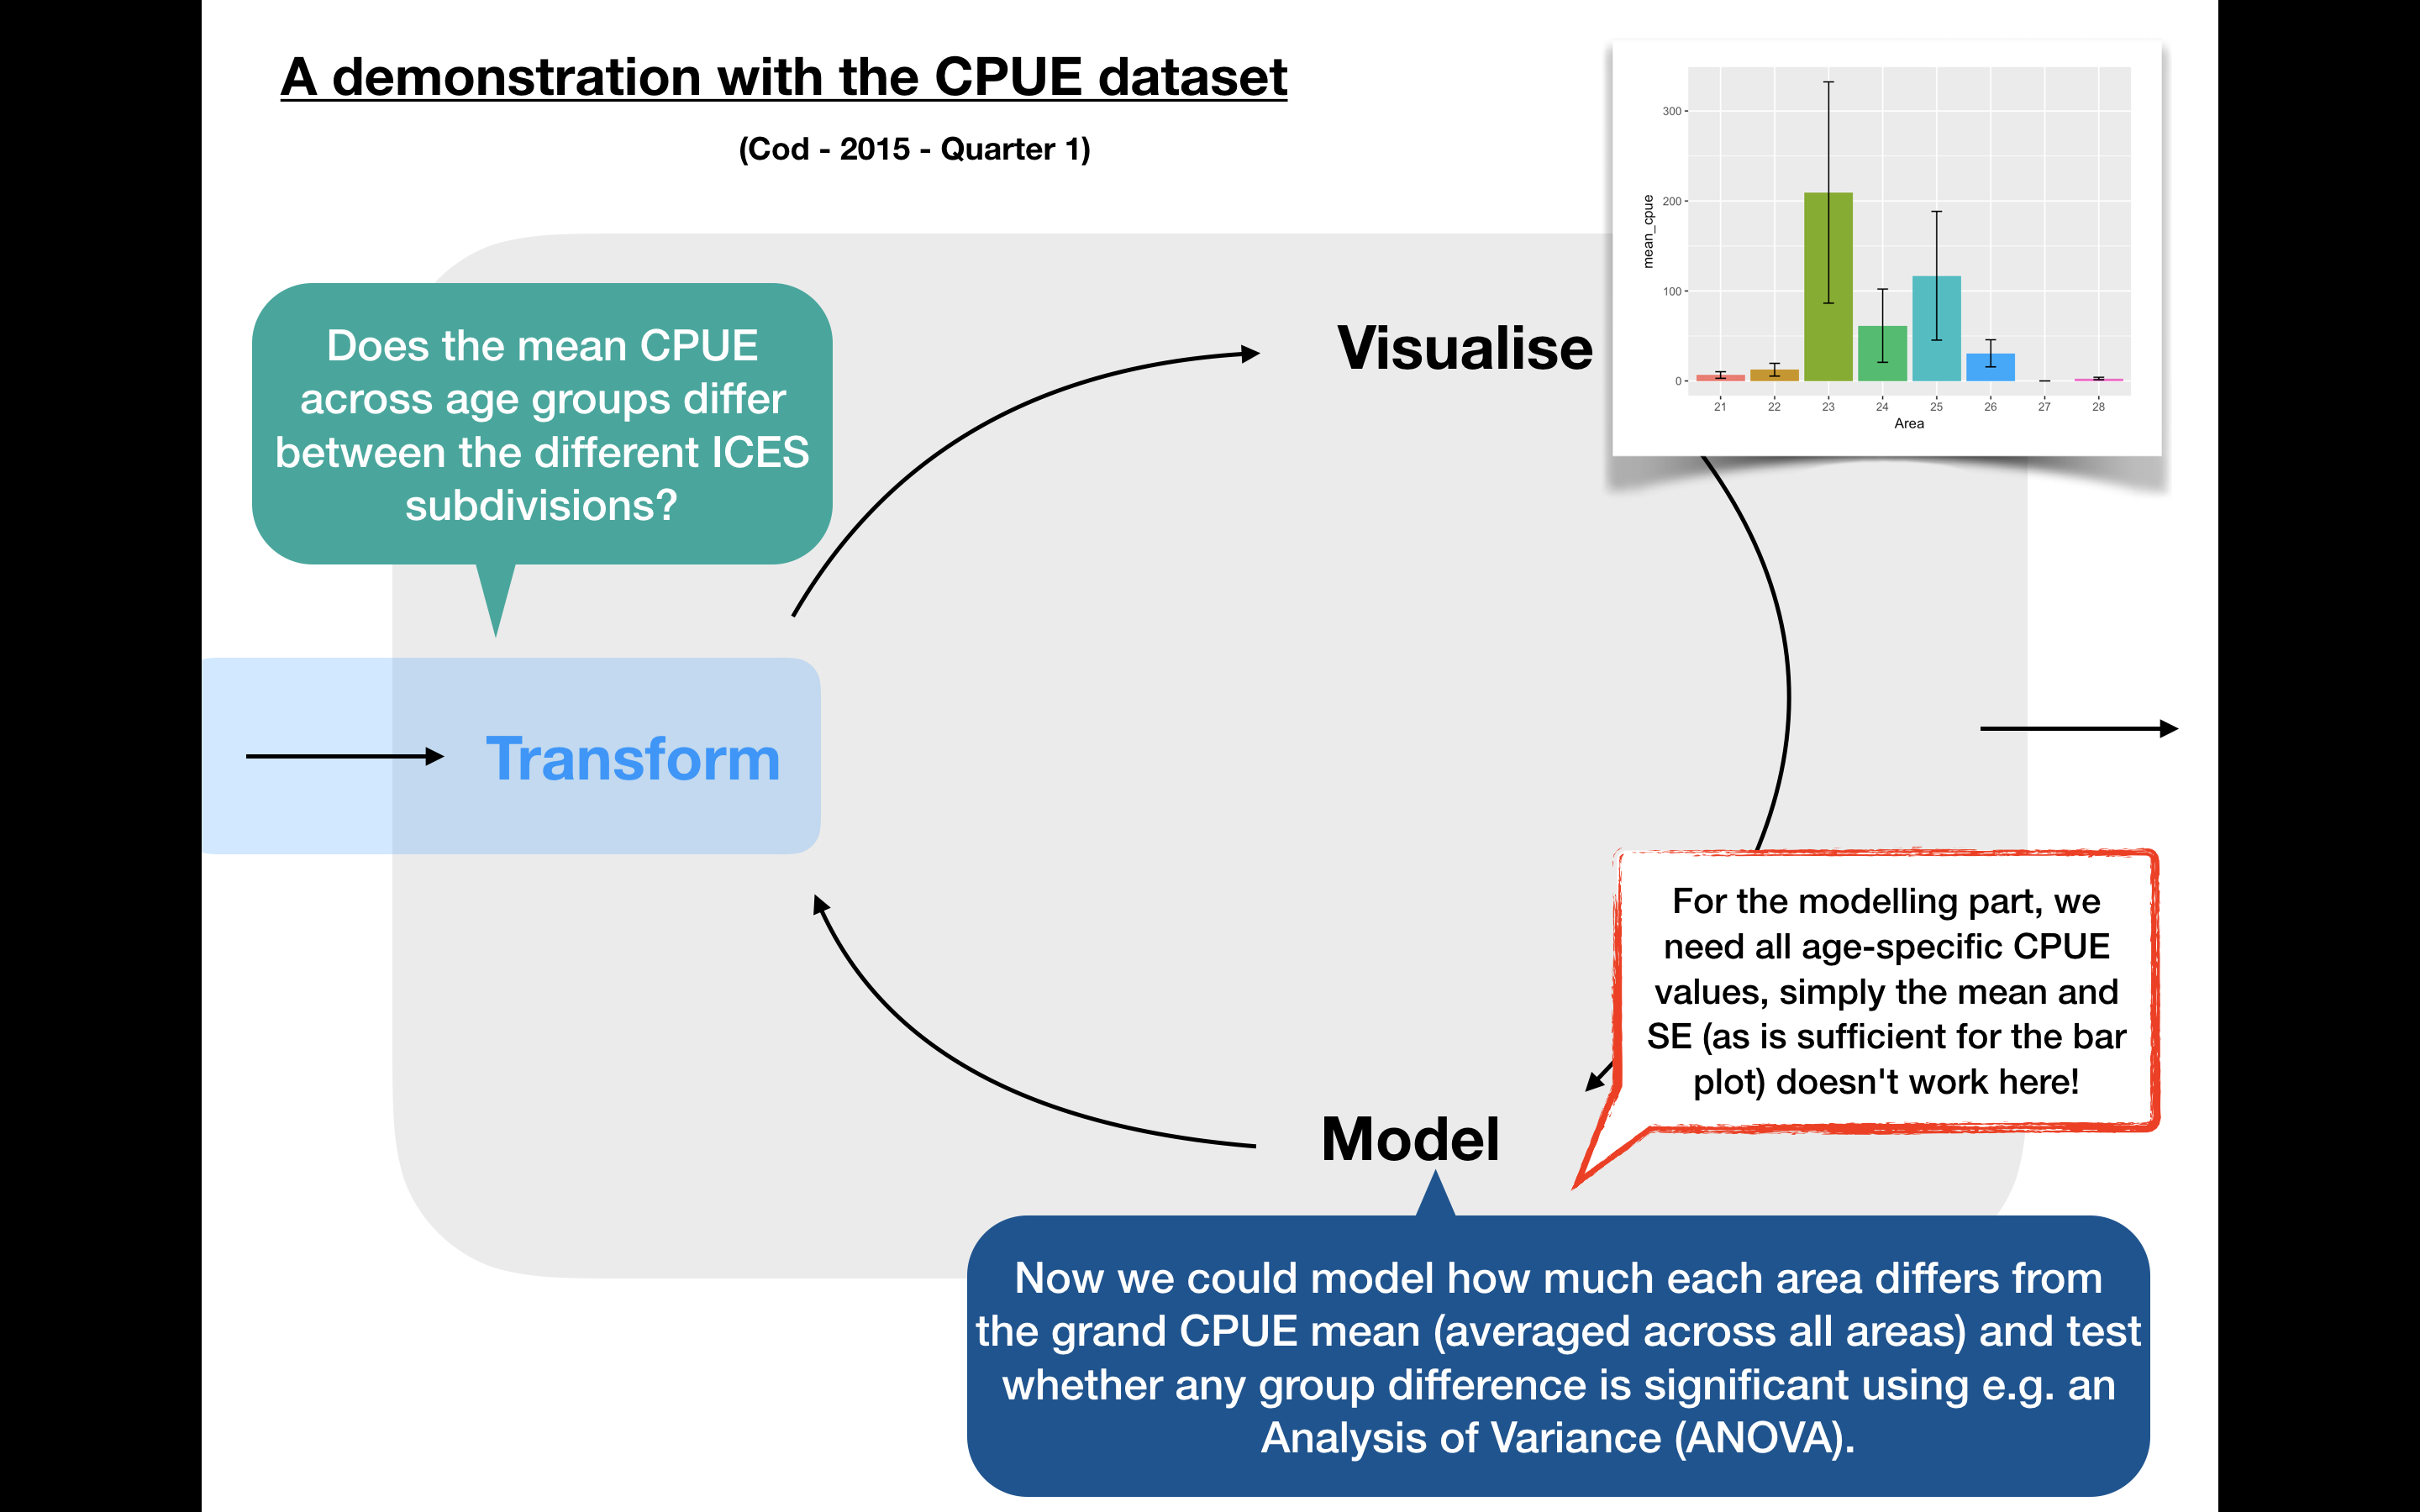 A demonstration with the CPUE dataset
(Cod - 2015 - Quarter 1)
Does the mean CPUE
across age groups differ
between the different ICES
subdivisions?
Visualise
300
200
100
0
mean_cpue
21 22 23 24 25 26 27 28
Area
Transform
For the modelling part, we
need all age-specific CPUE
values, simply the mean and
SE (as is sufficient for the bar
plot) doesn't work here!
Model
Now we could model how much each area differs from
the grand CPUE mean (averaged across all areas) and test
whether any group difference is significant using e.g. an
Analysis of Variance (ANOVA).